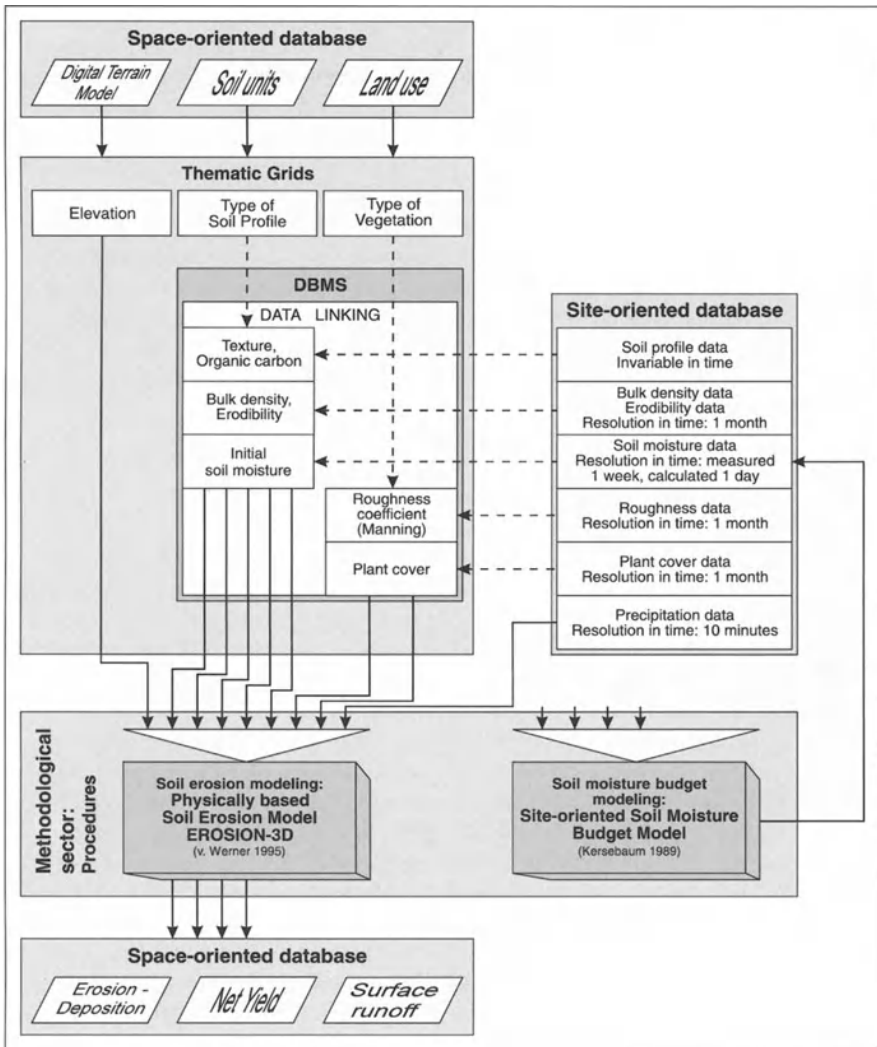 Space-oriented database
Digital Terrain
Model
Soil units
Land use
Thematic Grids
Elevation
Type of
Soil Profile
Type of
Vegetation
DBMS
DATA LINKING
Texture,
Organic carbon
Bulk density,
Erodibility
Initial
soil moisture
Roughness
coefficient
(Manning)
Plant cover
Site-oriented database
Soil profile data
Invariable in time
Bulk density data
Erodibility data
Resolution in time: 1 month
Soil moisture data
Resolution in time: measured
1 week, calculated 1 day
Roughness data
Resolution in time: 1 month
Plant cover data
Resolution in time: 1 month
Precipitation data
Resolution in time: 10 minutes
Methodological
sector:
Procedures
Soil erosion modeling:
Physically based
Soil Erosion Model
EROSION-3D
(v. Werner 1995)
Soil moisture budget
modeling:
Site-oriented Soil Moisture
Budget Model
(Kersebaum 1989)
Space-oriented database
Erosion -
Deposition
Net Yield
Surface
runoff